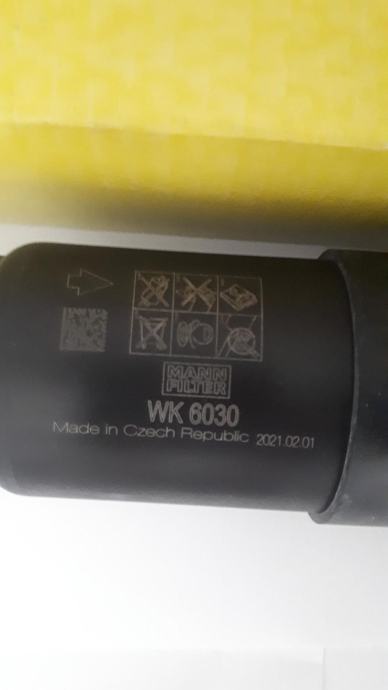 MANN
FILTER
WK 6030
Made in Czech Republic 2021.02.01